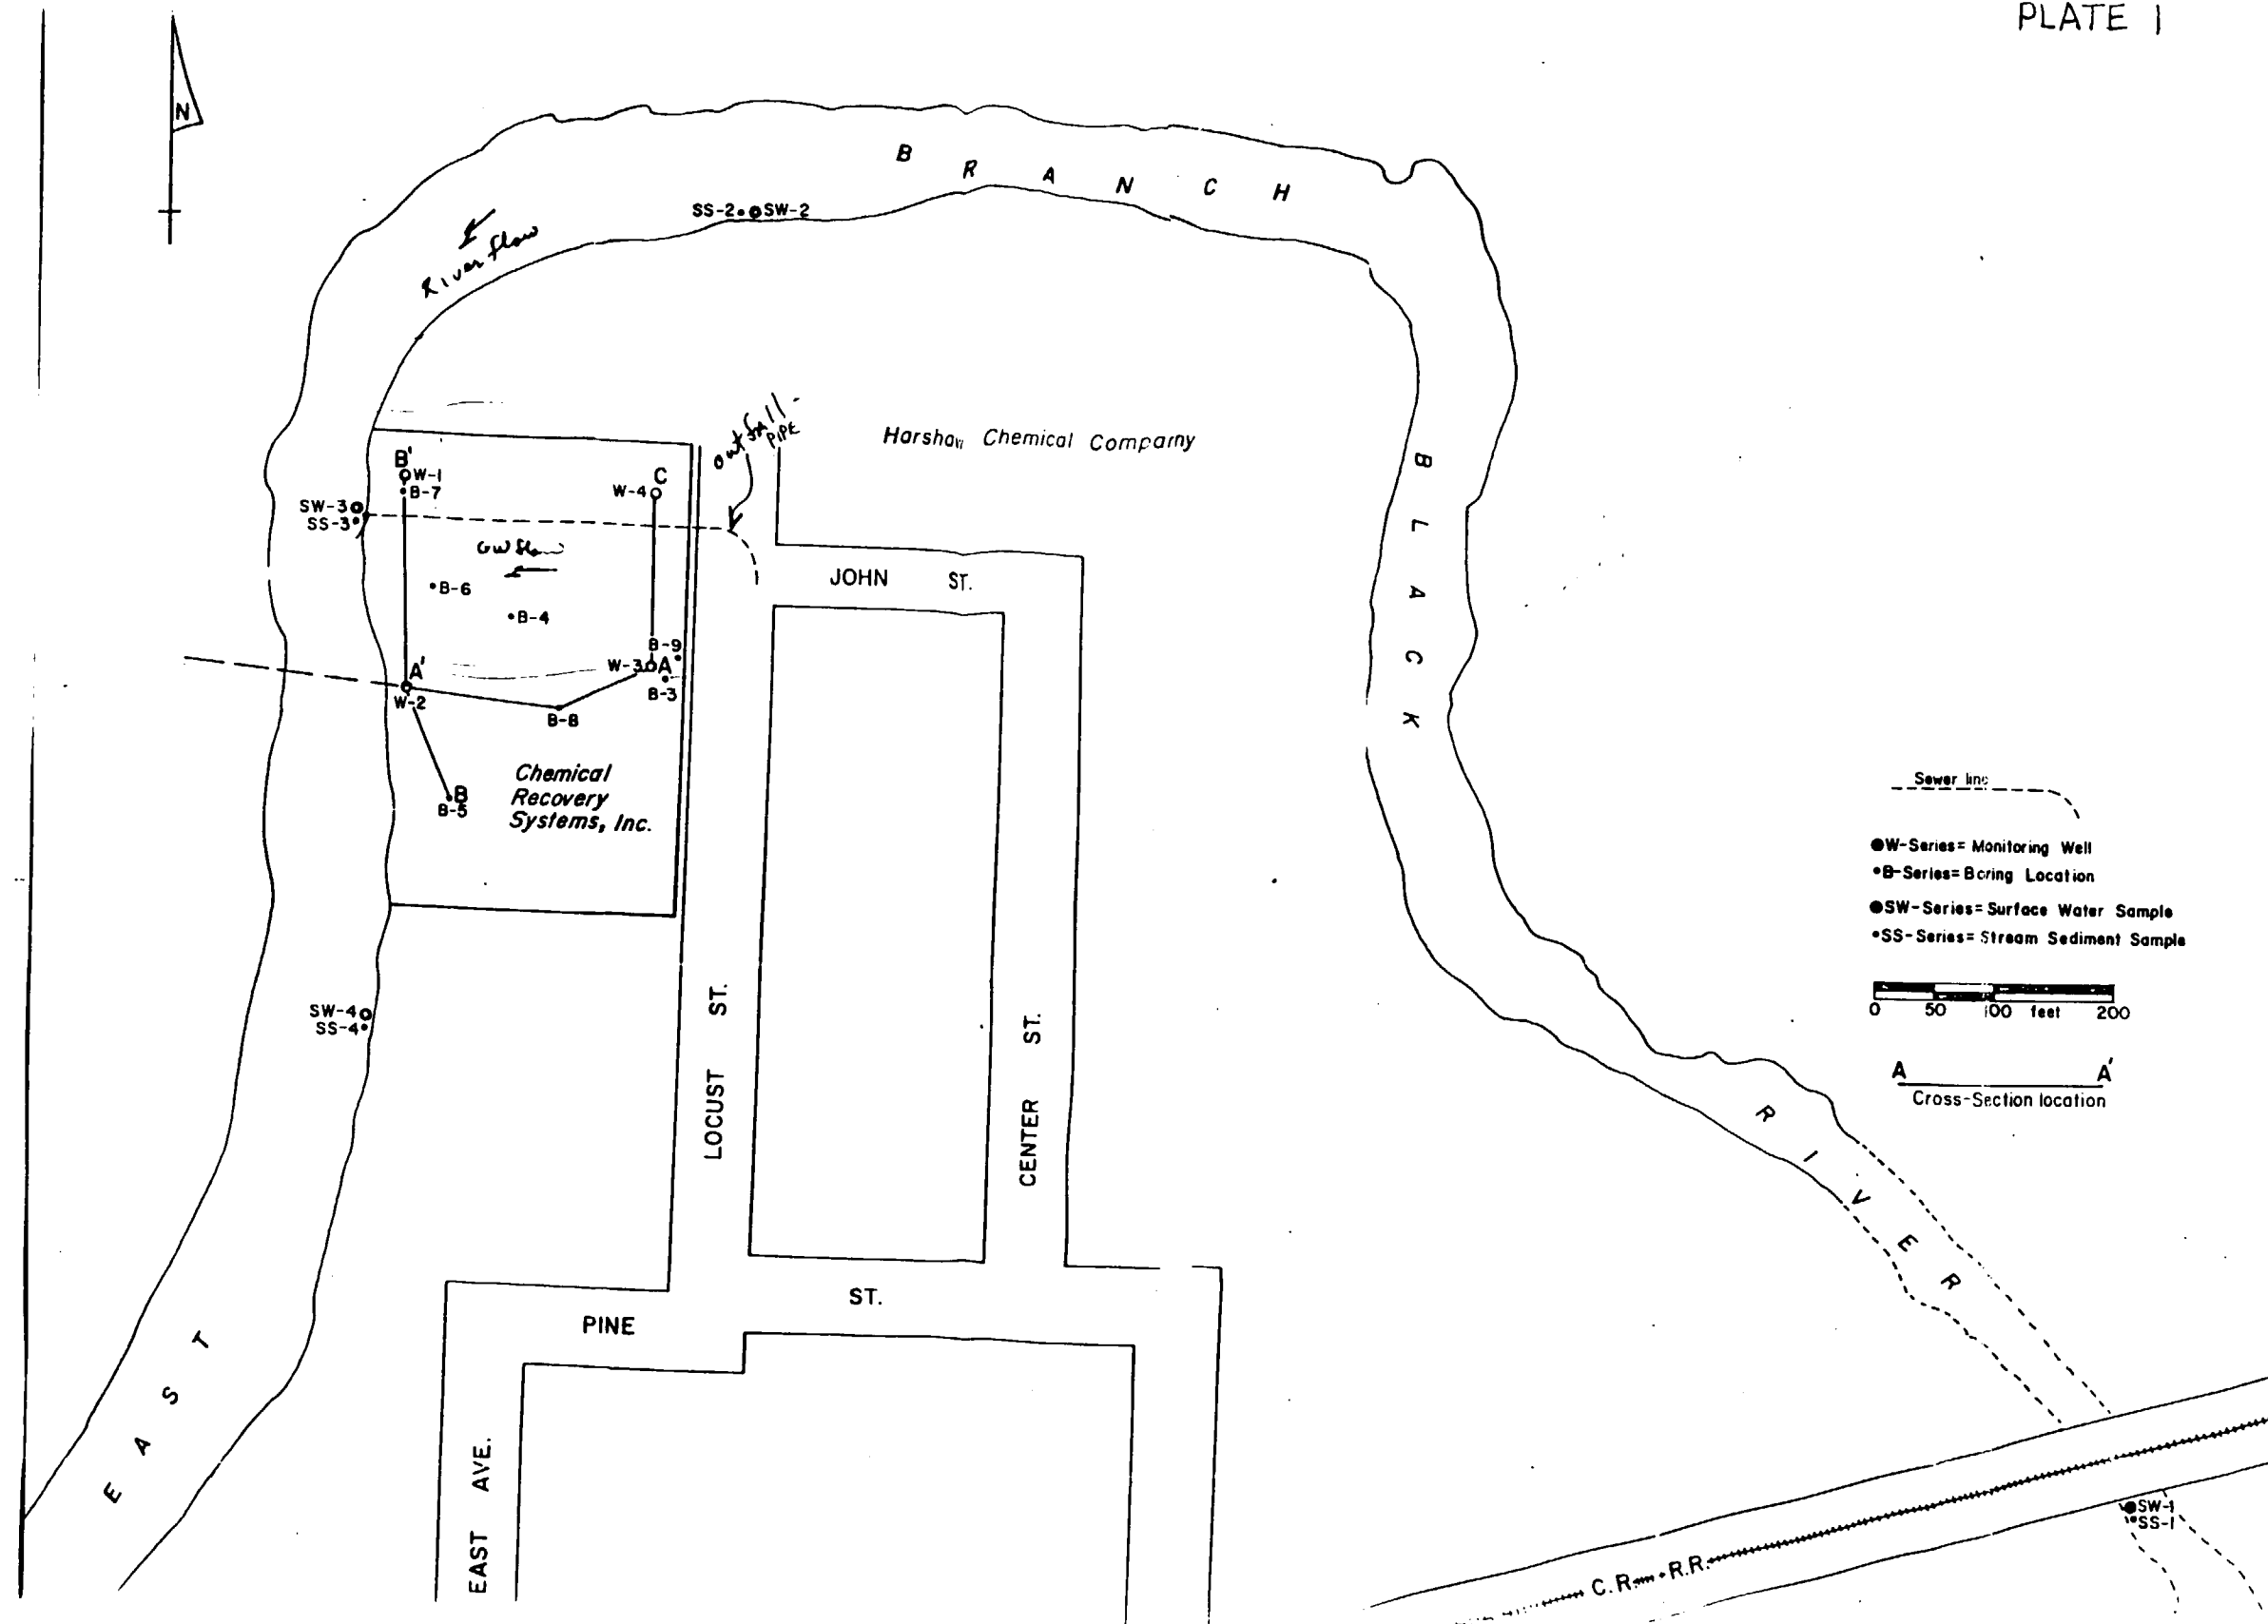 PLATE 1
N
B R A N C H
SS-2 SW-2
River flow
outfall
PIPE
Harshaw Chemical Comparny
B'
W-1
B-7
C
W-4
SW-3
SS-3
GW flow
B-6
B-4
JOHN ST.
B-9
W-3 A
B-3
A'
W-2
B-8
B L A C K
Chemical
Recovery
Systems, Inc.
B
B-5
Sewer line
W-Series= Monitoring Well
B-Series= Boring Location
SW-Series= Surface Water Sample
SS-Series= Stream Sediment Sample
0 50 100 feet 200
A A'
Cross-Section location
SW-4
SS-4
LOCUST ST.
CENTER ST.
R I V E R
PINE ST.
E A S T
EAST AVE.
SW-1
SS-1
C.R. R.R.